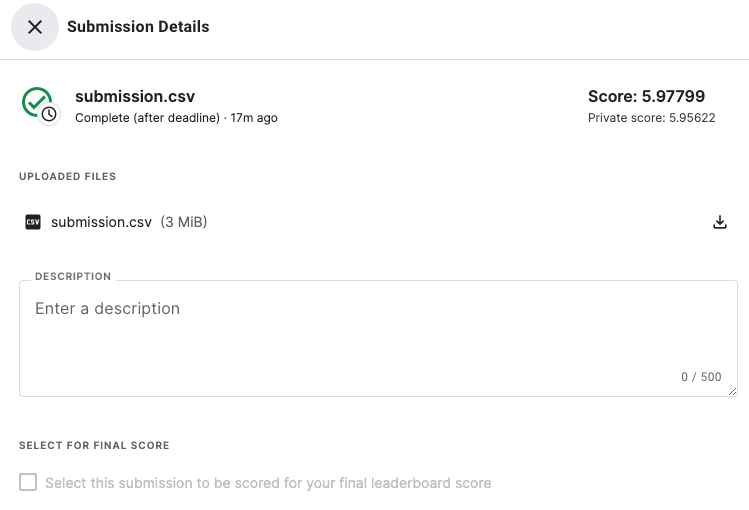 Submission Details
submission.csv
Complete (after deadline) · 17m ago
Score: 5.97799
Private score: 5.95622
UPLOADED FILES
CSV submission.csv (3 MiB)
DESCRIPTION
Enter a description
0 / 500
SELECT FOR FINAL SCORE
Select this submission to be scored for your final leaderboard score